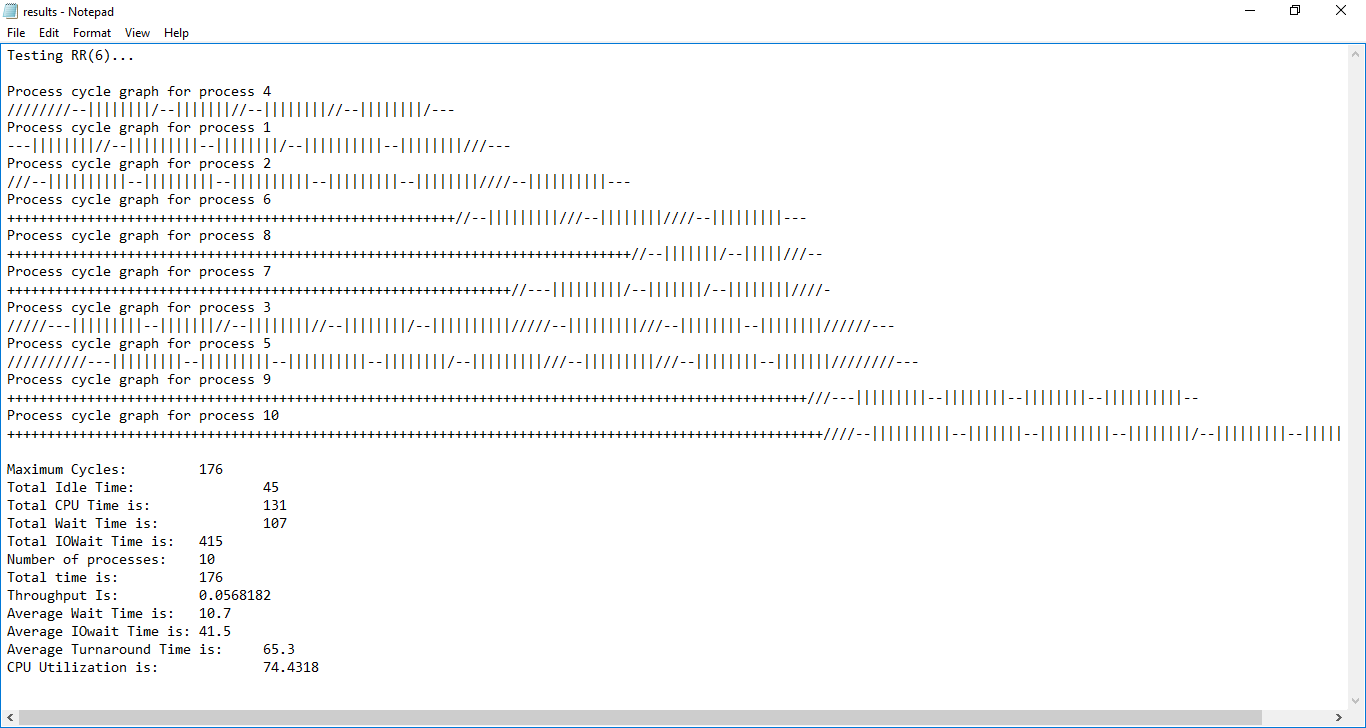 results - Notepad
File Edit Format View Help
Testing RR(6)...
Process cycle graph for process 4
////////--||||||||/--|||||||//--||||||||//--||||||||/---
Process cycle graph for process 1
---||||||||//--|||||||||--||||||||/--||||||||||--||||||||///---
Process cycle graph for process 2
///--||||||||||--|||||||||--||||||||||--|||||||||--||||||||////--||||||||||---
Process cycle graph for process 6
++++++++++++++++++++++++++++++++++++++++++++++++++++++++//--|||||||||///--||||||||////--|||||||||---
Process cycle graph for process 8
++++++++++++++++++++++++++++++++++++++++++++++++++++++++++++++++++++++++++++++//--|||||||/--|||||///--
Process cycle graph for process 7
+++++++++++++++++++++++++++++++++++++++++++++++++++++++++++++++//---|||||||||/--|||||||/--||||||||////-
Process cycle graph for process 3
/////---|||||||||--|||||||//--||||||||//--||||||||/--||||||||||/////--|||||||||///--||||||||--||||||||//////---
Process cycle graph for process 5
//////////---|||||||||--|||||||||--||||||||||--||||||||/--|||||||||///--|||||||||///--||||||||--|||||||////////---
Process cycle graph for process 9
++++++++++++++++++++++++++++++++++++++++++++++++++++++++++++++++++++++++++++++++++++++++++++++++++++///---|||||||||--||||||||--||||||||--||||||||||--
Process cycle graph for process 10
++++++++++++++++++++++++++++++++++++++++++++++++++++++++++++++++++++++++++++++++++++++++++++++++++++++////--||||||||||--|||||||--|||||||||--||||||||/--|||||||||--|||||
Maximum Cycles: 176
Total Idle Time: 45
Total CPU Time is: 131
Total Wait Time is: 107
Total IOWait Time is: 415
Number of processes: 10
Total time is: 176
Throughput Is: 0.0568182
Average Wait Time is: 10.7
Average IOwait Time is: 41.5
Average Turnaround Time is: 65.3
CPU Utilization is: 74.4318